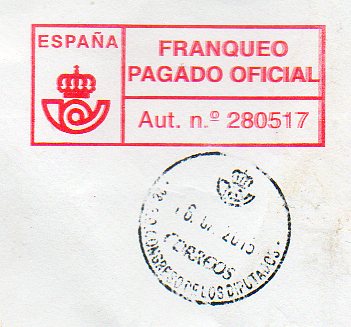 ESPAÑA
FRANQUEO
PAGADO OFICIAL
Aut. n.º 280517
CORREOS
CONGRESO DE LOS DIPUTADOS